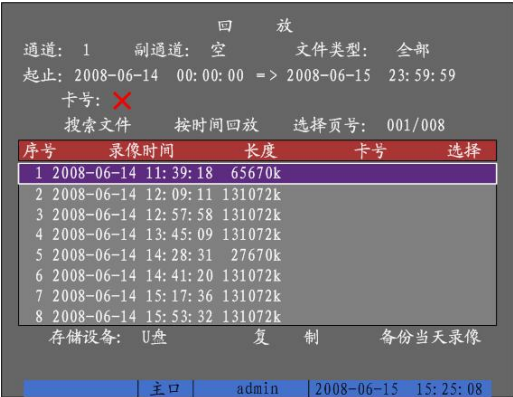 回 放
通道: 1 副通道: 空 文件类型: 全部
起止: 2008-06-14 00:00:00 => 2008-06-15 23:59:59
卡号:
搜索文件 按时间回放 选择页号: 001/008
序号 录像时间 长度 卡号 选择
1 2008-06-14 11:39:18 65670k
2 2008-06-14 12:09:11 131072k
3 2008-06-14 12:57:58 131072k
4 2008-06-14 13:45:09 131072k
5 2008-06-14 14:28:31 27670k
6 2008-06-14 14:41:20 131072k
7 2008-06-14 15:17:36 131072k
8 2008-06-14 15:53:32 131072k
存储设备: U盘 复 制 备份当天录像
主口 admin 2008-06-15 15:25:08